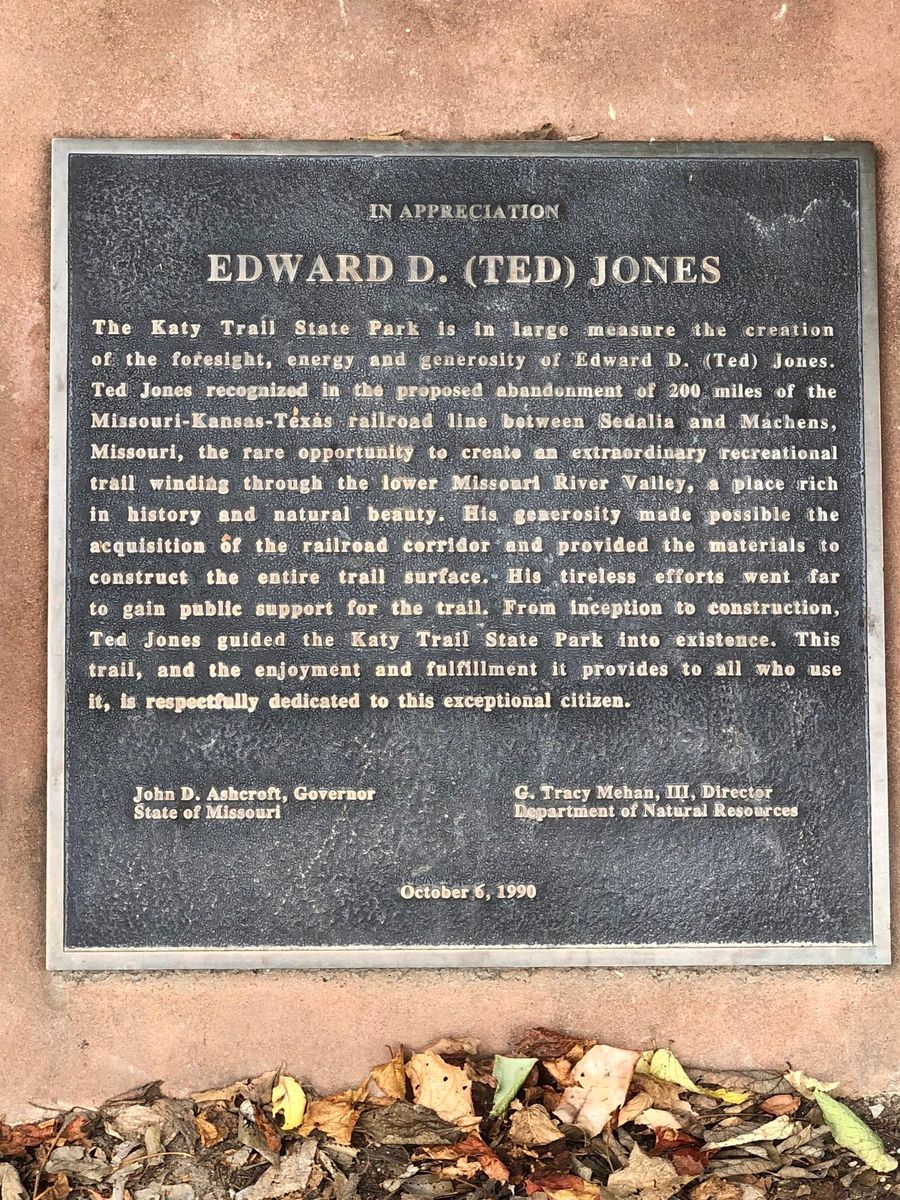 IN APPRECIATION
EDWARD D. (TED) JONES
The Katy Trail State Park is in large measure the creation
of the foresight, energy and generosity of Edward D. (Ted) Jones.
Ted Jones recognized in the proposed abandonment of 200 miles of the
Missouri-Kansas-Texas railroad line between Sedalia and Machens,
Missouri, the rare opportunity to create an extraordinary recreational
trail winding through the lower Missouri River Valley, a place rich
in history and natural beauty. His generosity made possible the
acquisition of the railroad corridor and provided the materials to
construct the entire trail surface. His tireless efforts went far
to gain public support for the trail. From inception to construction,
Ted Jones guided the Katy Trail State Park into existence. This
trail, and the enjoyment and fulfillment it provides to all who use
it, is respectfully dedicated to this exceptional citizen.
John D. Ashcroft, Governor
State of Missouri
G. Tracy Mehan, III, Director
Department of Natural Resources
October 6, 1990